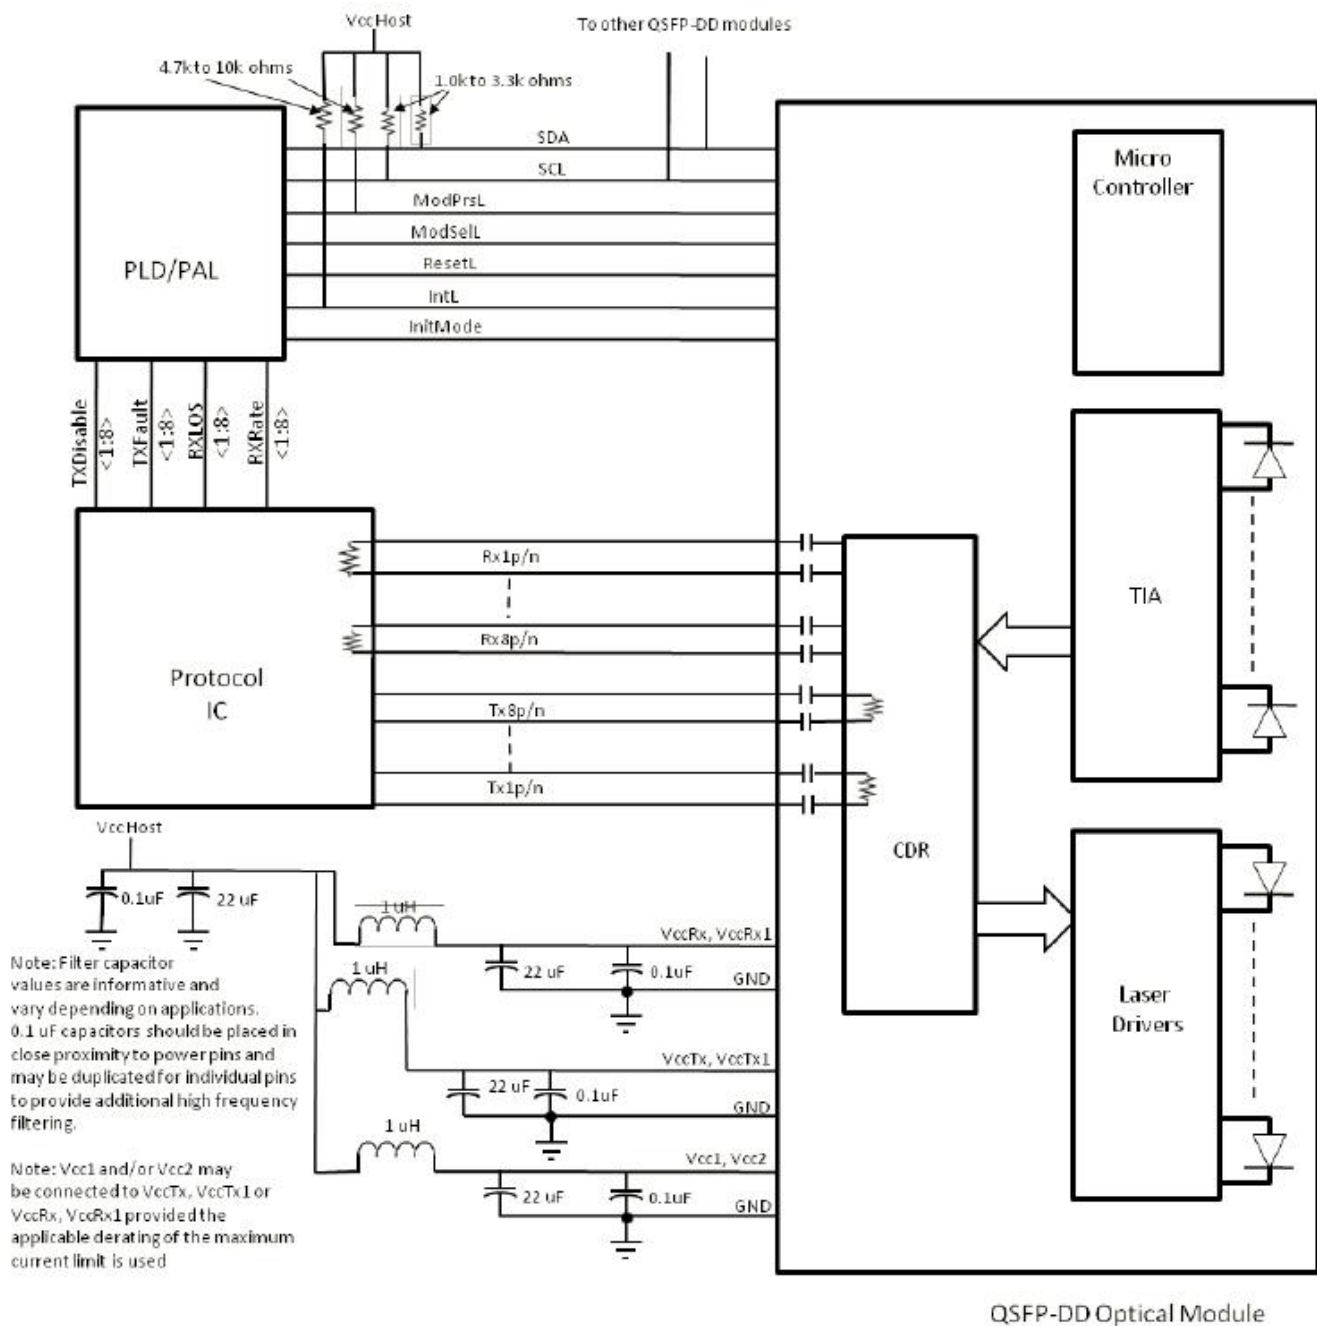 VccHost
To other QSFP-DD modules
4.7k to 10k ohms
1.0k to 3.3k ohms
SDA
SCL
ModPrsL
ModSelL
ResetL
IntL
InitMode
PLD/PAL
Micro
Controller
TXDisable
<1:8>
TXFault
<1:8>
RXLOS
<1:8>
RXRate
<1:8>
Rx1p/n
Rx8p/n
Tx8p/n
Tx1p/n
Protocol
IC
TIA
CDR
Laser
Drivers
VccHost
0.1uF
22 uF
1 uH
VccRx, VccRx1
22 uF
0.1uF
GND
1 uH
VccTx, VccTx1
22 uF
0.1uF
GND
1 uH
Vcc1, Vcc2
22 uF
0.1uF
GND
Note: Filter capacitor
values are informative and
vary depending on applications.
0.1 uF capacitors should be placed in
close proximity to power pins and
may be duplicated for individual pins
to provide additional high frequency
filtering.
Note: Vcc1 and/or Vcc2 may
be connected to VccTx, VccTx1 or
VccRx, VccRx1 provided the
applicable derating of the maximum
current limit is used
QSFP-DD Optical Module